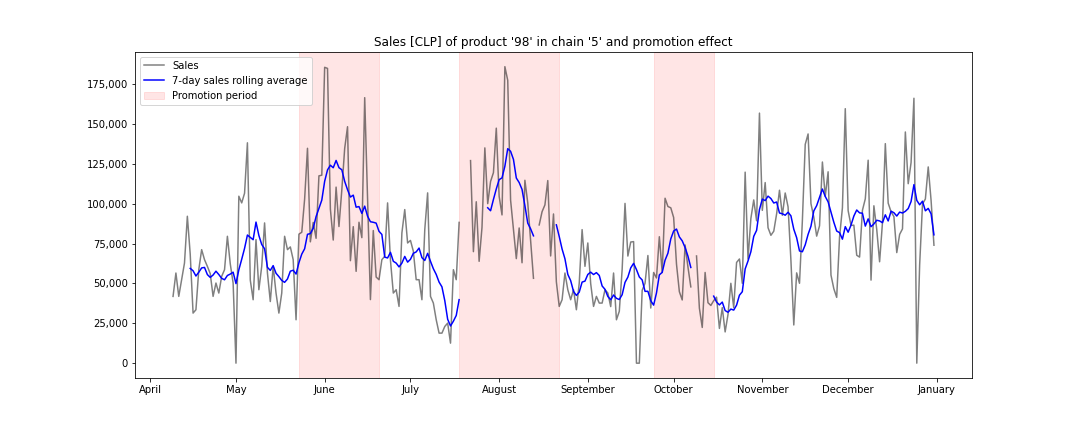 Sales [CLP] of product '98' in chain '5' and promotion effect
Sales
7-day sales rolling average
Promotion period
175,000
150,000
125,000
100,000
75,000
50,000
25,000
0
April May June July August September October November December January